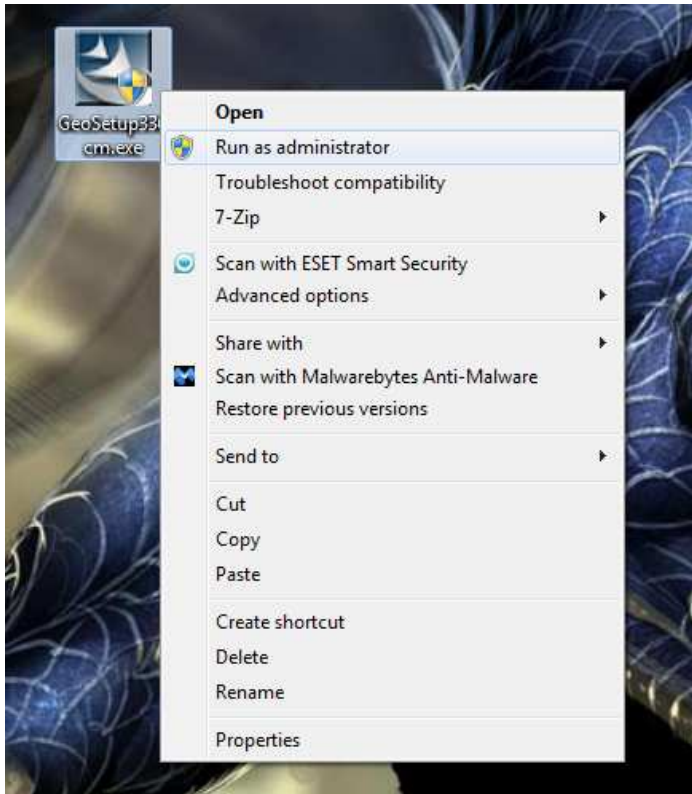 GeoSetup33
cm.exe
Open
Run as administrator
Troubleshoot compatibility
7-Zip
Scan with ESET Smart Security
Advanced options
Share with
Scan with Malwarebytes Anti-Malware
Restore previous versions
Send to
Cut
Copy
Paste
Create shortcut
Delete
Rename
Properties